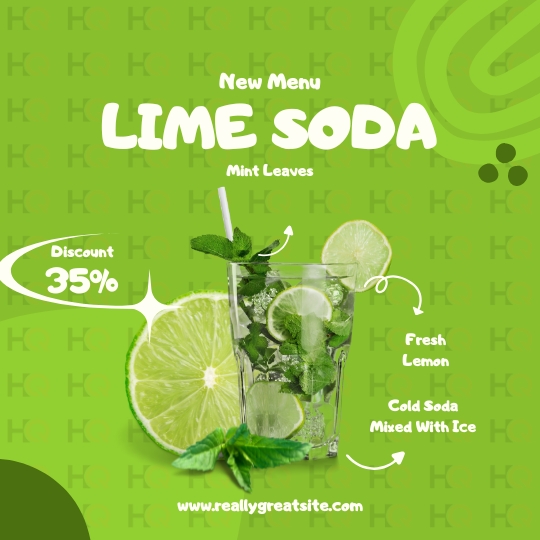 New Menu
LIME SODA
Mint Leaves
Discount
35%
Fresh
Lemon
Cold Soda
Mixed With Ice
www.reallygreatsite.com